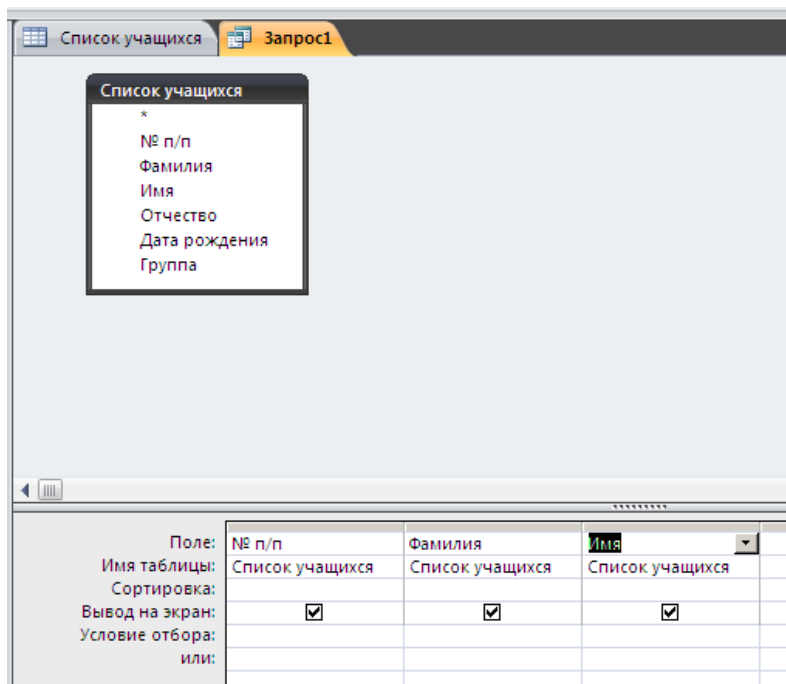 Список учащихся Запрос1
Список учащихся
*
№ п/п
Фамилия
Имя
Отчество
Дата рождения
Группа
Поле: № п/п Фамилия Имя
Имя таблицы: Список учащихся Список учащихся Список учащихся
Сортировка:
Вывод на экран:
Условие отбора:
или: